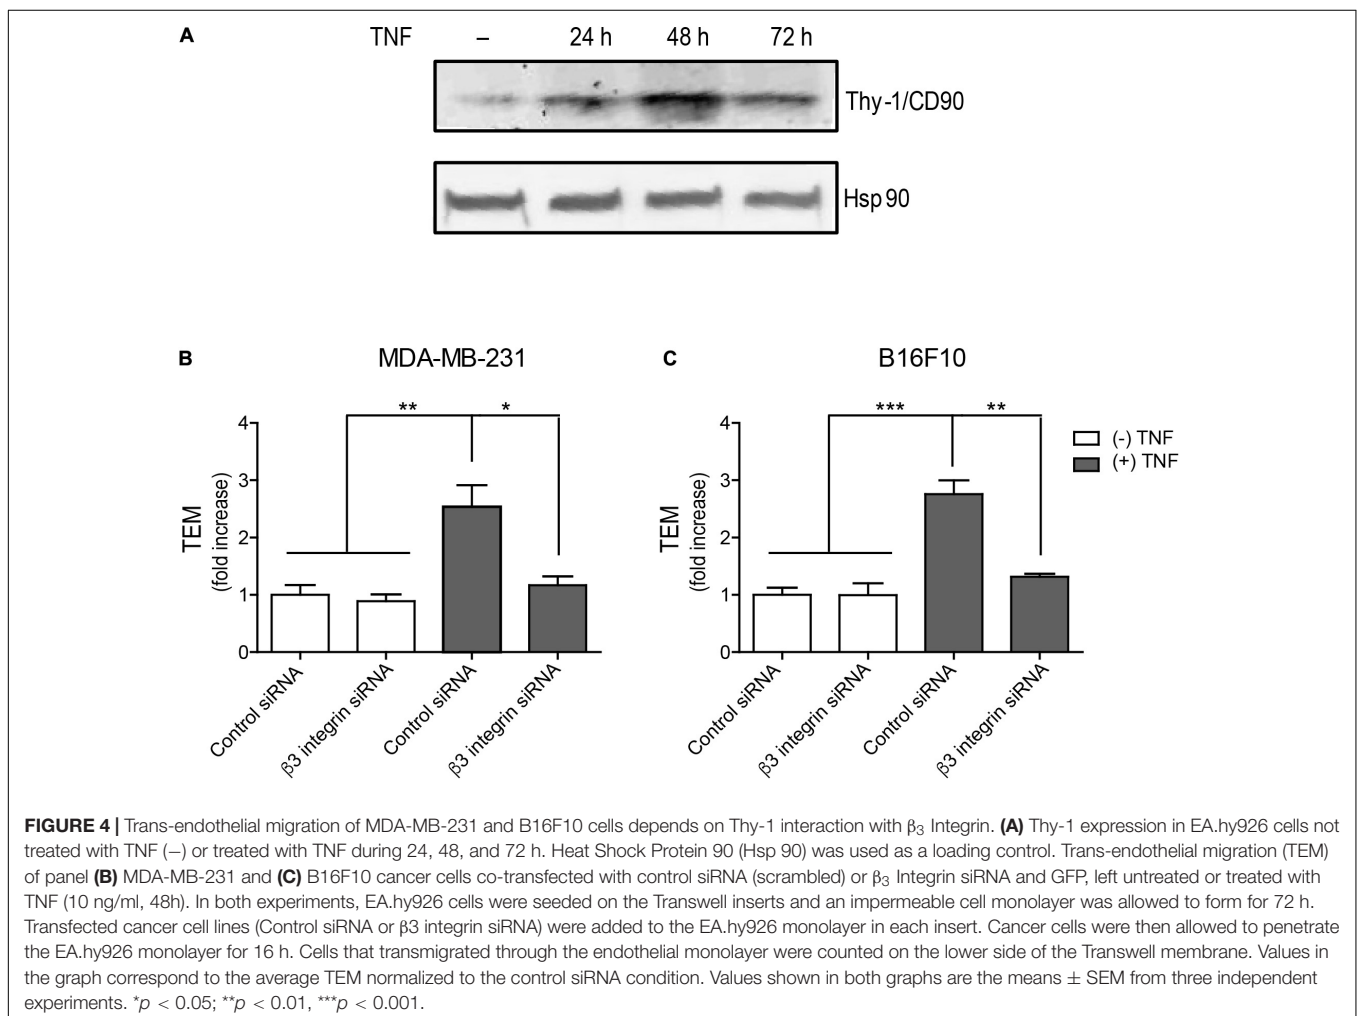 A
TNF – 24 h 48 h 72 h
Thy-1/CD90
Hsp 90
B MDA-MB-231
** *
4
3
2
1
0
TEM
(fold increase)
Control siRNA
β3 integrin siRNA
Control siRNA
β3 integrin siRNA
C B16F10
*** **
4
3
2
1
0
TEM
(fold increase)
Control siRNA
β3 integrin siRNA
Control siRNA
β3 integrin siRNA
(-) TNF
(+) TNF
FIGURE 4 | Trans-endothelial migration of MDA-MB-231 and B16F10 cells depends on Thy-1 interaction with β₃ Integrin. (A) Thy-1 expression in EA.hy926 cells not
treated with TNF (−) or treated with TNF during 24, 48, and 72 h. Heat Shock Protein 90 (Hsp 90) was used as a loading control. Trans-endothelial migration (TEM)
of panel (B) MDA-MB-231 and (C) B16F10 cancer cells co-transfected with control siRNA (scrambled) or β₃ Integrin siRNA and GFP, left untreated or treated with
TNF (10 ng/ml, 48h). In both experiments, EA.hy926 cells were seeded on the Transwell inserts and an impermeable cell monolayer was allowed to form for 72 h.
Transfected cancer cell lines (Control siRNA or β3 integrin siRNA) were added to the EA.hy926 monolayer in each insert. Cancer cells were then allowed to penetrate
the EA.hy926 monolayer for 16 h. Cells that transmigrated through the endothelial monolayer were counted on the lower side of the Transwell membrane. Values in
the graph correspond to the average TEM normalized to the control siRNA condition. Values shown in both graphs are the means ± SEM from three independent
experiments. *p < 0.05; **p < 0.01, ***p < 0.001.